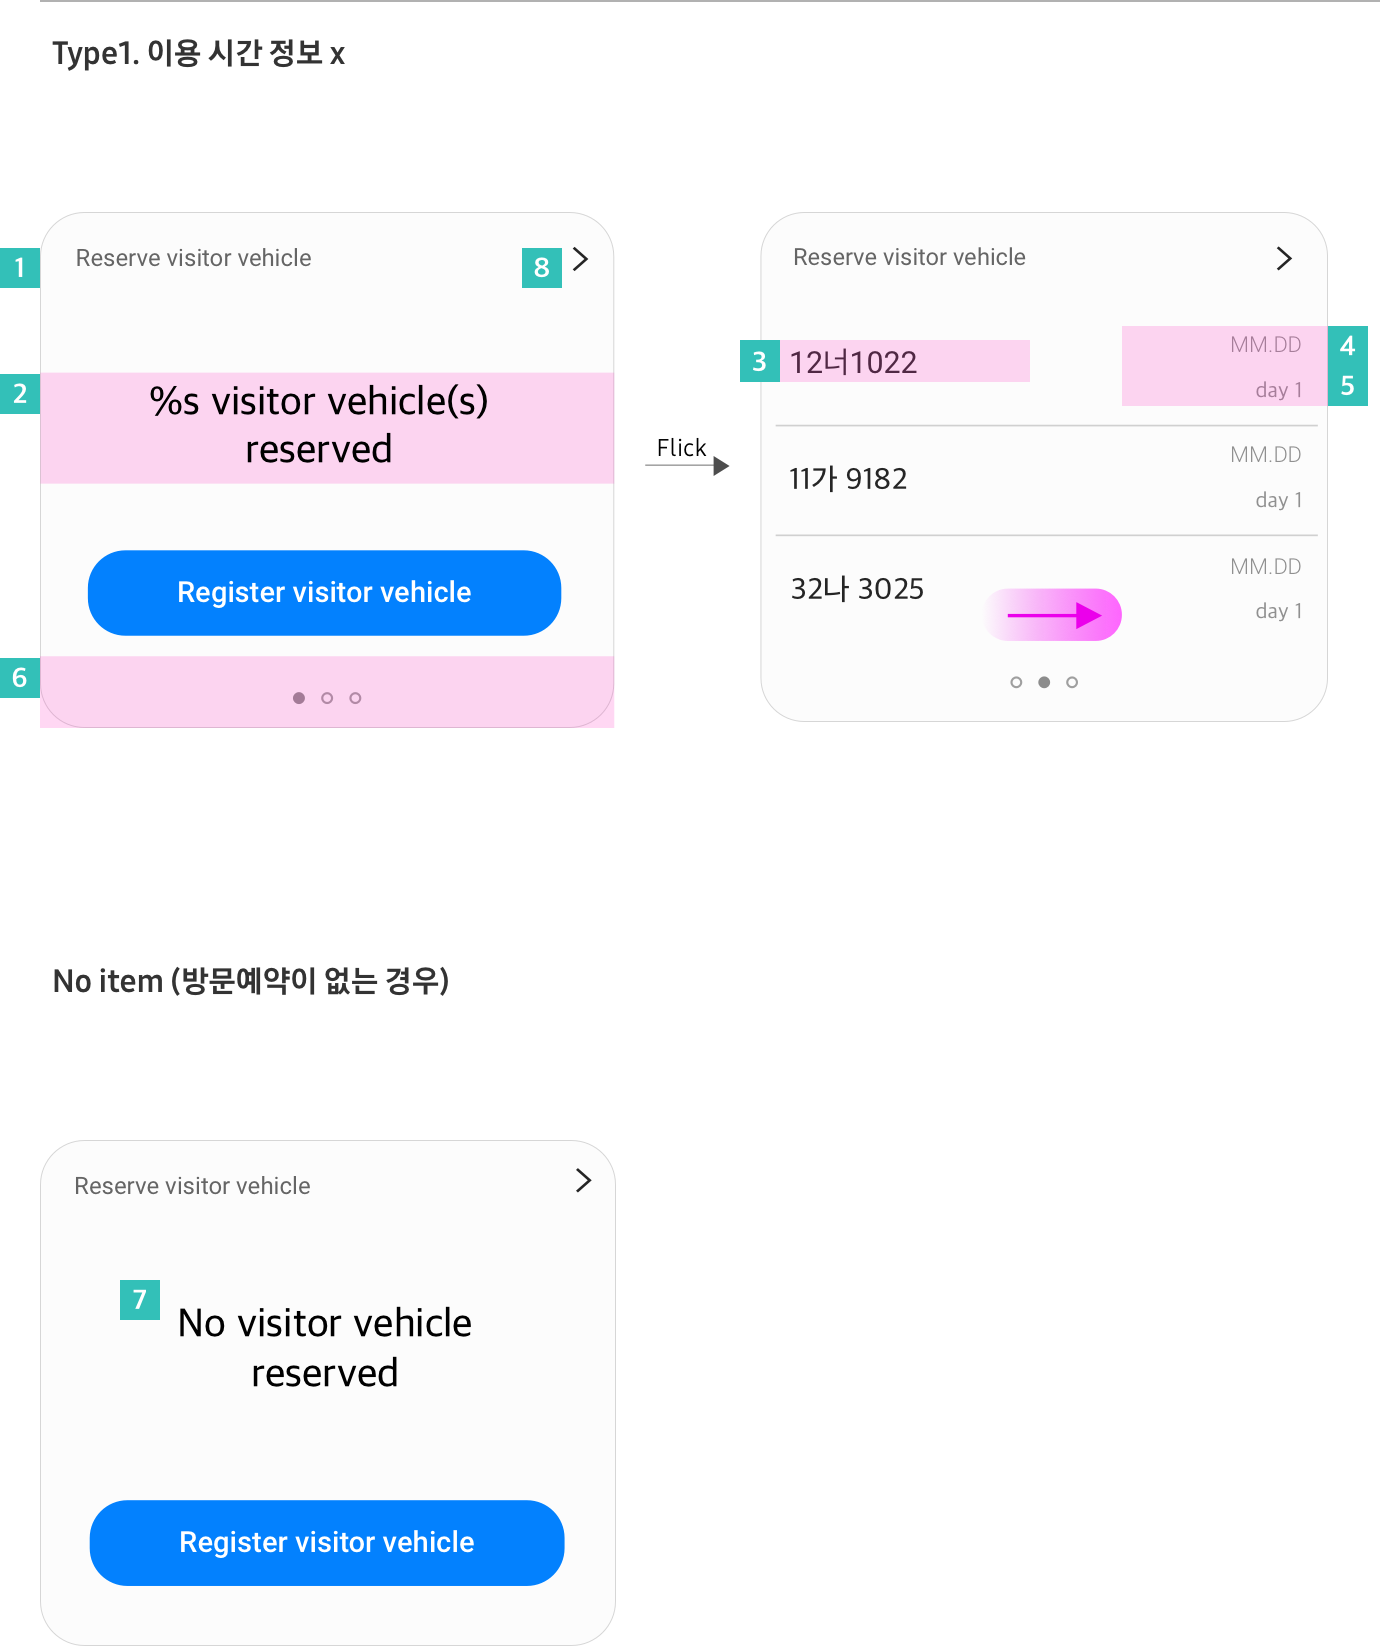 Type1. 이용 시간 정보 x
1
Reserve visitor vehicle
8
2
%s visitor vehicle(s)
reserved
Register visitor vehicle
6
Flick
Reserve visitor vehicle
3
12너1022
MM.DD
day 1
4
5
11가 9182
MM.DD
day 1
32나 3025
MM.DD
day 1
No item (방문예약이 없는 경우)
Reserve visitor vehicle
7
No visitor vehicle
reserved
Register visitor vehicle